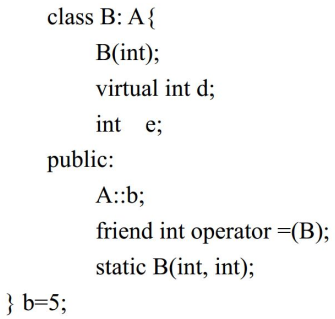 class B: A{
B(int);
virtual int d;
int e;
public:
A::b;
friend int operator =(B);
static B(int, int);
} b=5;